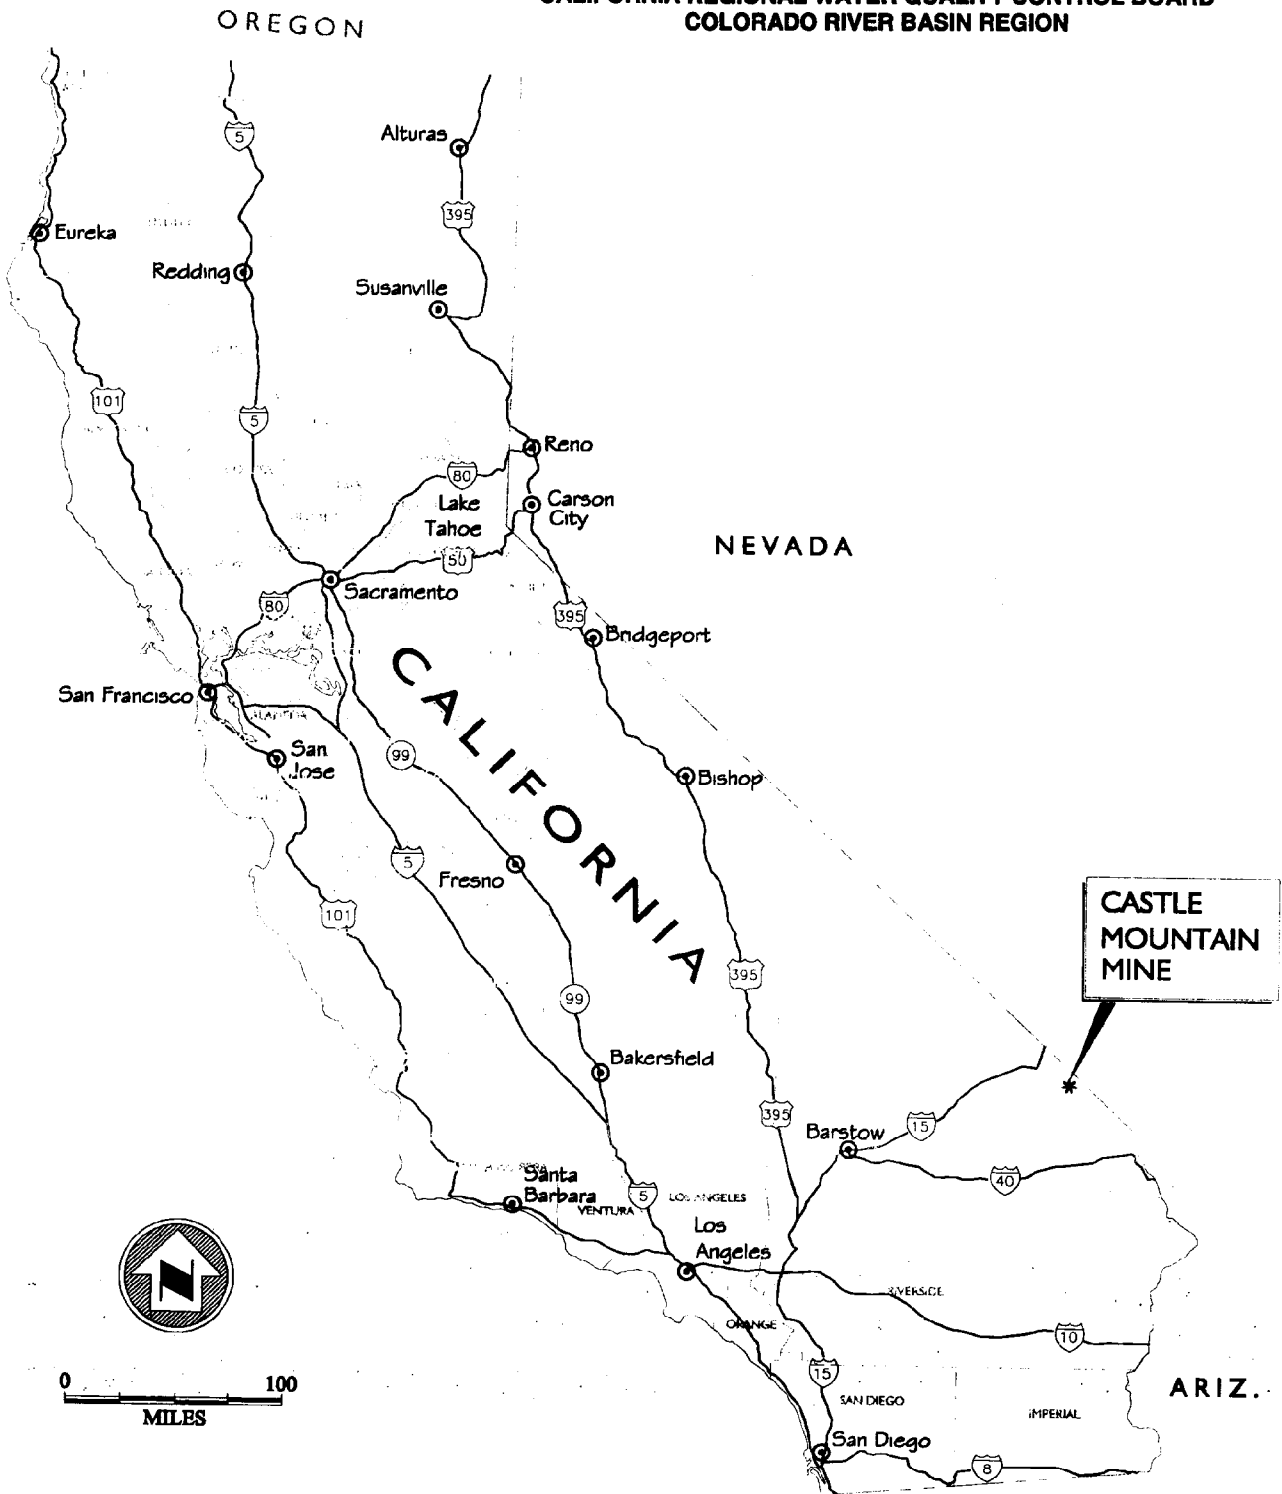 COLORADO RIVER BASIN REGION
OREGON
5
Alturas
395
Eureka
Redding
Susanville
101
5
Reno
80
Lake
Tahoe
Carson
City
NEVADA
50
Sacramento
80
395
Bridgeport
CALIFORNIA
San Francisco
San
Jose
99
Bishop
5
Fresno
101
CASTLE
MOUNTAIN
MINE
395
99
Bakersfield
395
Barstow
15
40
Santa
Barbara
VENTURA
5
LOS ANGELES
Los
Angeles
RIVERSIDE
ORANGE
10
15
SAN DIEGO
IMPERIAL
ARIZ.
San Diego
8
N
0 100
MILES